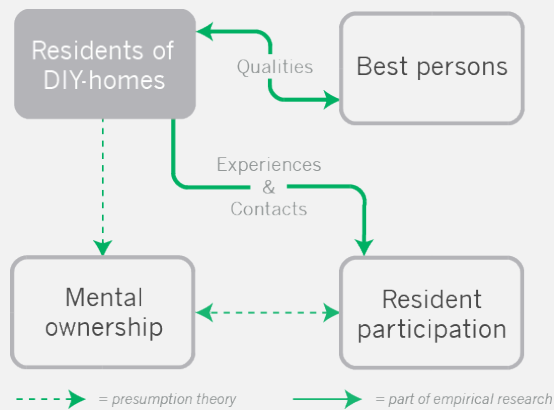 Residents of
DIY-homes
Qualities
Best persons
Experiences
&
Contacts
Mental
ownership
Resident
participation
= presumption theory
= part of empirical research